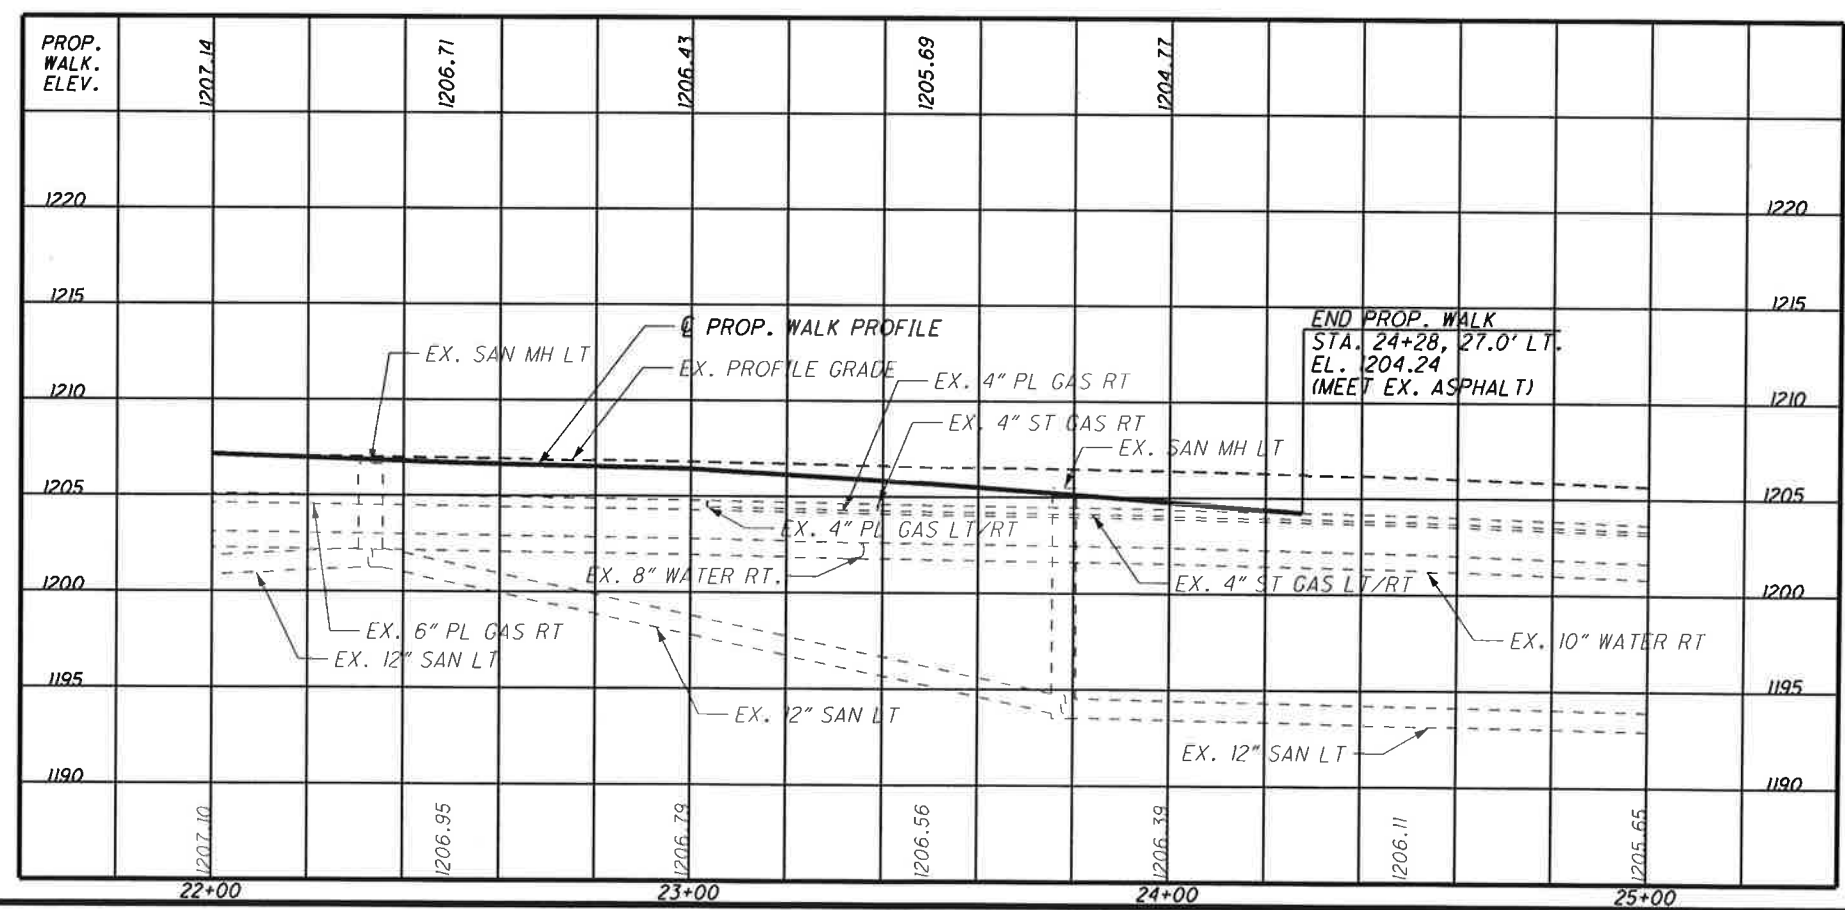 PROP.
WALK.
ELEV.
1207.14
1206.71
1206.43
1205.69
1204.77
1220
1220
1215
1215
END PROP. WALK
STA. 24+28, 27.0' LT.
EL. 1204.24
(MEET EX. ASPHALT)
℄ PROP. WALK PROFILE
EX. SAN MH LT
EX. PROFILE GRADE
EX. 4" PL GAS RT
1210
1210
EX. 4" ST GAS RT
EX. SAN MH LT
1205
1205
EX. 4" PL GAS LT/RT
EX. 8" WATER RT.
EX. 4" ST GAS LT/RT
1200
1200
EX. 6" PL GAS RT
EX. 10" WATER RT
EX. 12" SAN LT
1195
1195
EX. 12" SAN LT
EX. 12" SAN LT
1190
1190
1207.10
1206.95
1206.79
1206.56
1206.39
1206.11
1205.65
22+00
23+00
24+00
25+00